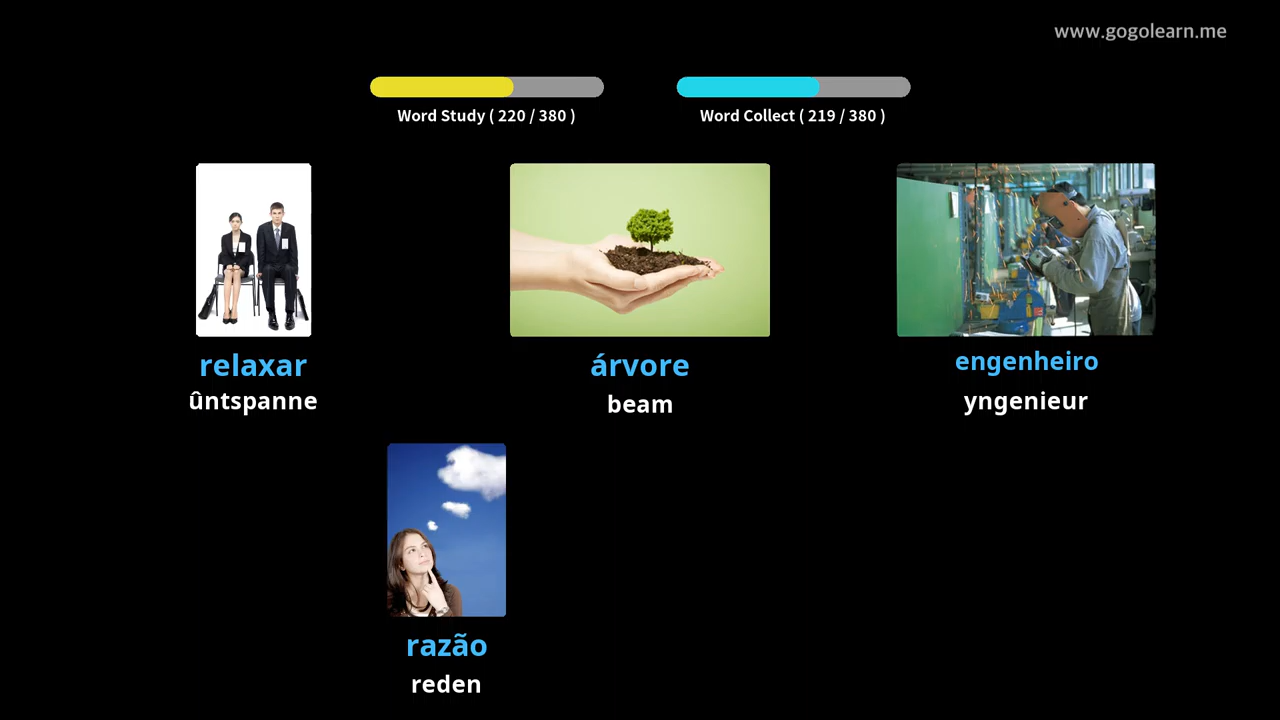 www.gogolearn.me
Word Study ( 220 / 380 )
Word Collect ( 219 / 380 )
relaxar
ûntspanne
árvore
beam
engenheiro
yngenieur
razão
reden